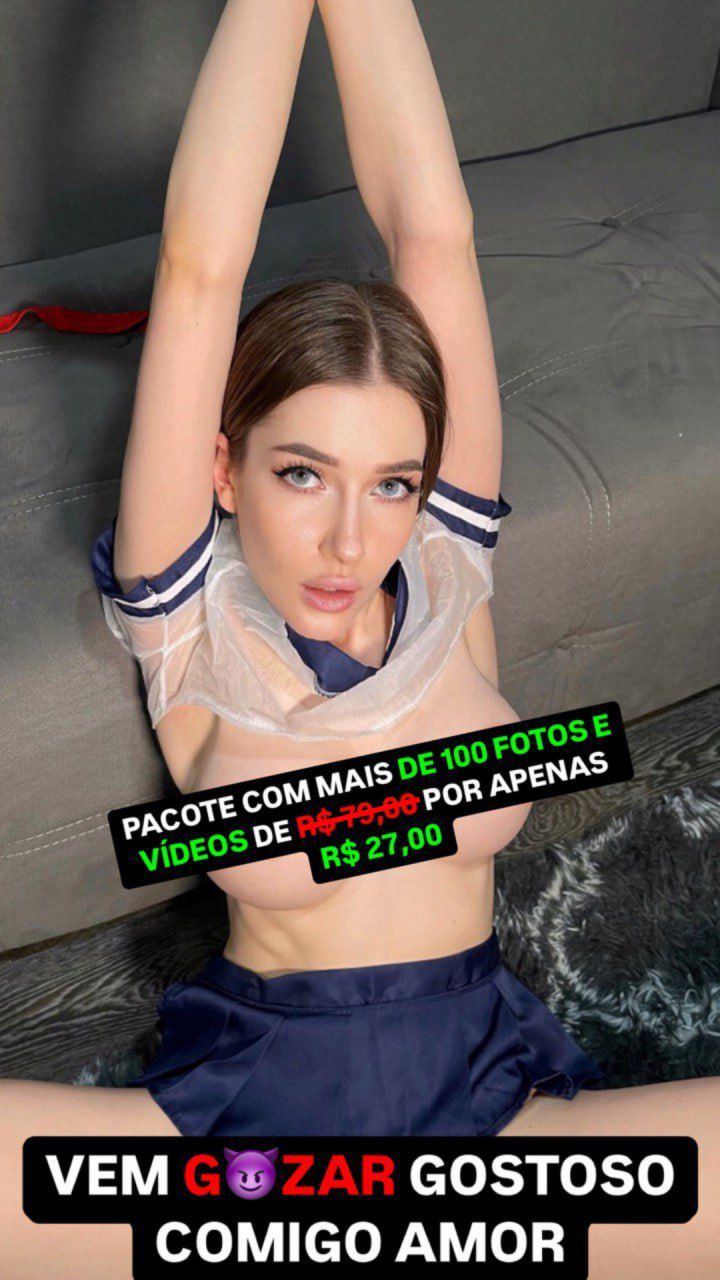 PACOTE COM MAIS DE 100 FOTOS E
VÍDEOS DE R$ 79,00 POR APENAS
R$ 27,00
VEM G😈ZAR GOSTOSO
COMIGO AMOR